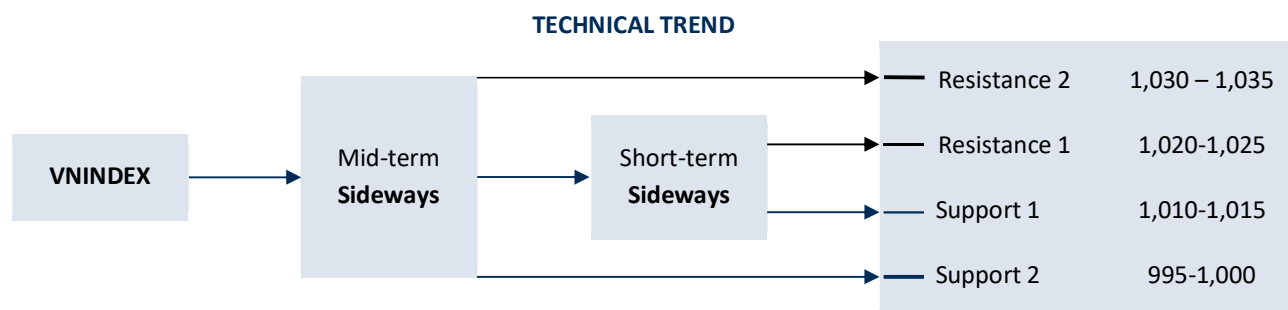 TECHNICAL TREND
VNINDEX
Mid-term
Sideways
Short-term
Sideways
Resistance 2 1,030 – 1,035
Resistance 1 1,020-1,025
Support 1 1,010-1,015
Support 2 995-1,000